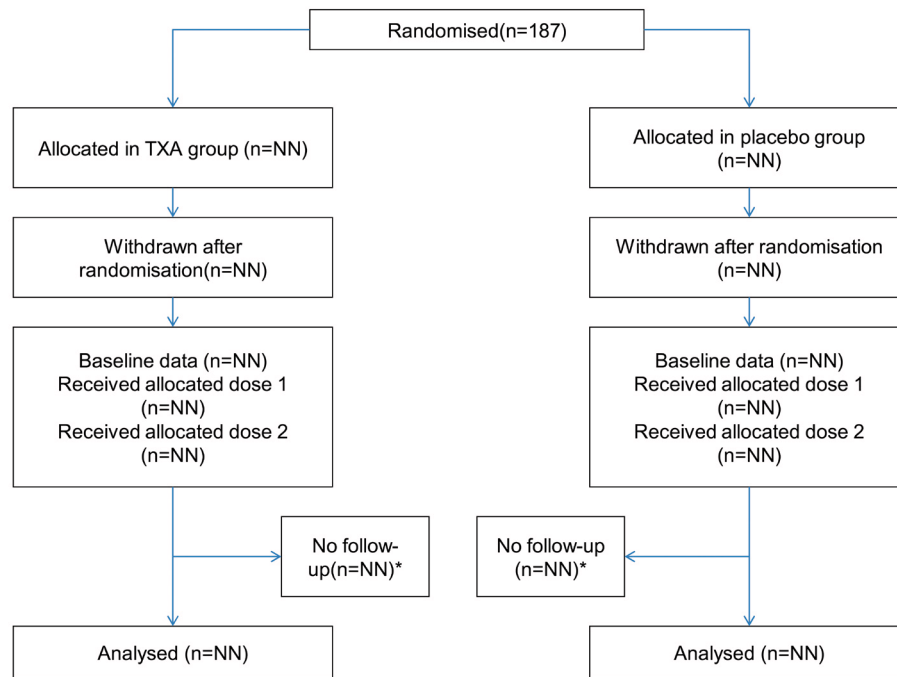 Randomised(n=187)
Allocated in TXA group (n=NN)
Allocated in placebo group
(n=NN)
Withdrawn after
randomisation(n=NN)
Withdrawn after randomisation
(n=NN)
Baseline data (n=NN)
Received allocated dose 1
(n=NN)
Received allocated dose 2
(n=NN)
Baseline data (n=NN)
Received allocated dose 1
(n=NN)
Received allocated dose 2
(n=NN)
No follow-
up(n=NN)*
No follow-up
(n=NN)*
Analysed (n=NN)
Analysed (n=NN)